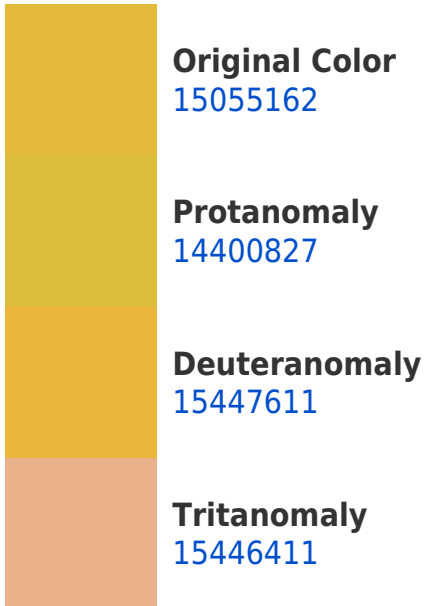 Original Color
15055162
Protanomaly
14400827
Deuteranomaly
15447611
Tritanomaly
15446411